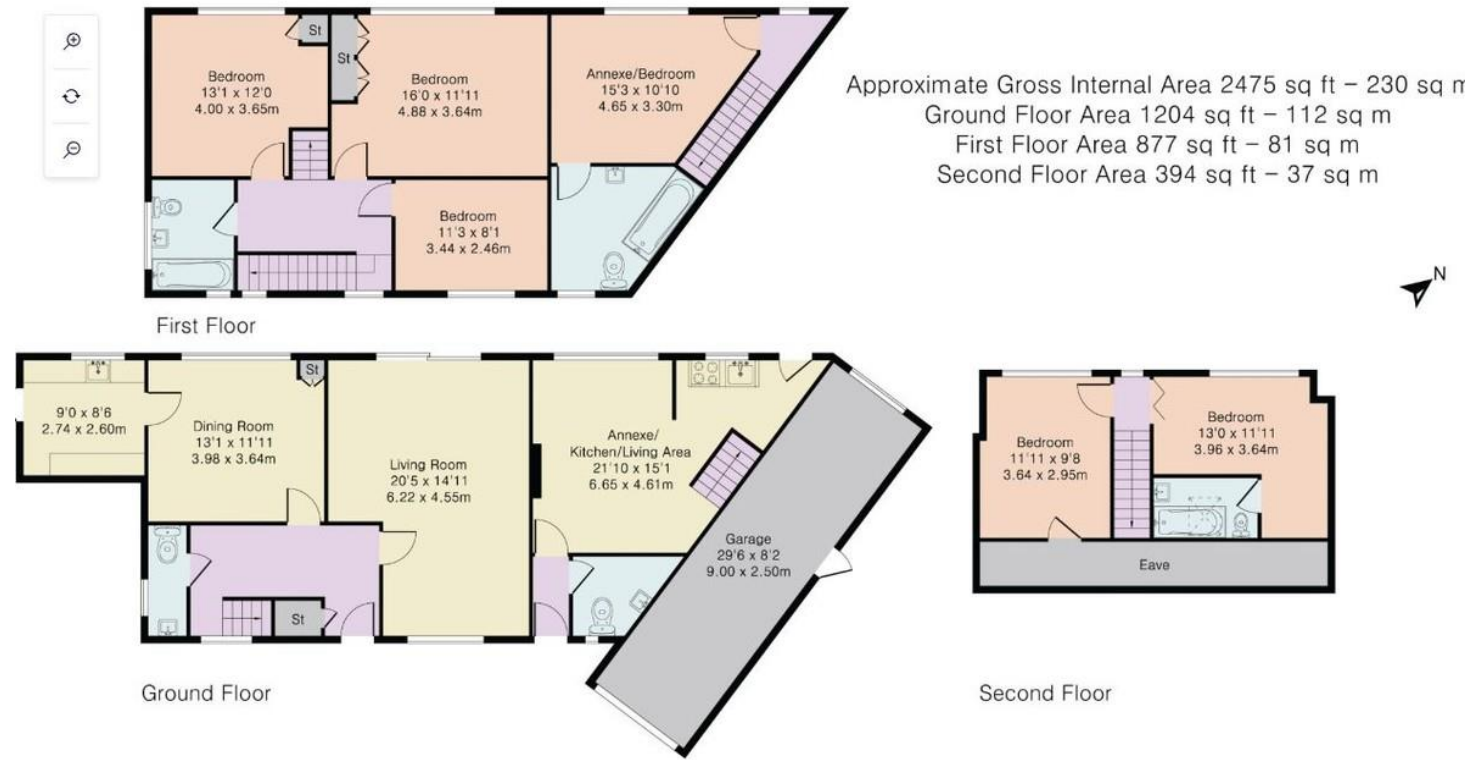 St
St
Bedroom
13'1 x 12'0
4.00 x 3.65m
Bedroom
16'0 x 11'11
4.88 x 3.64m
Annexe/Bedroom
15'3 x 10'10
4.65 x 3.30m
Bedroom
11'3 x 8'1
3.44 x 2.46m
First Floor
Approximate Gross Internal Area 2475 sq ft – 230 sq m
Ground Floor Area 1204 sq ft – 112 sq m
First Floor Area 877 sq ft – 81 sq m
Second Floor Area 394 sq ft – 37 sq m
N
St
9'0 x 8'6
2.74 x 2.60m
Dining Room
13'1 x 11'11
3.98 x 3.64m
Living Room
20'5 x 14'11
6.22 x 4.55m
Annexe/
Kitchen/Living Area
21'10 x 15'1
6.65 x 4.61m
Garage
29'6 x 8'2
9.00 x 2.50m
St
Ground Floor
Bedroom
11'11 x 9'8
3.64 x 2.95m
Bedroom
13'0 x 11'11
3.96 x 3.64m
Eave
Second Floor